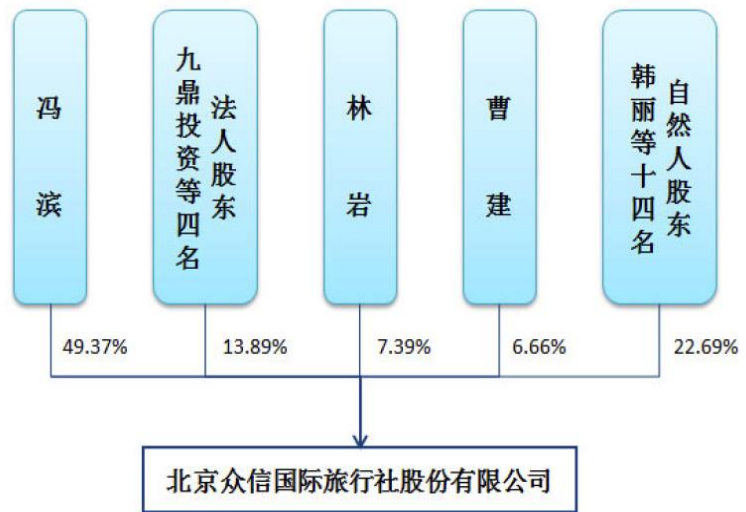 冯滨
九鼎投资等四名
法人股东
林岩
曹建
韩丽等十四名
自然人股东
49.37%
13.89%
7.39%
6.66%
22.69%
北京众信国际旅行社股份有限公司